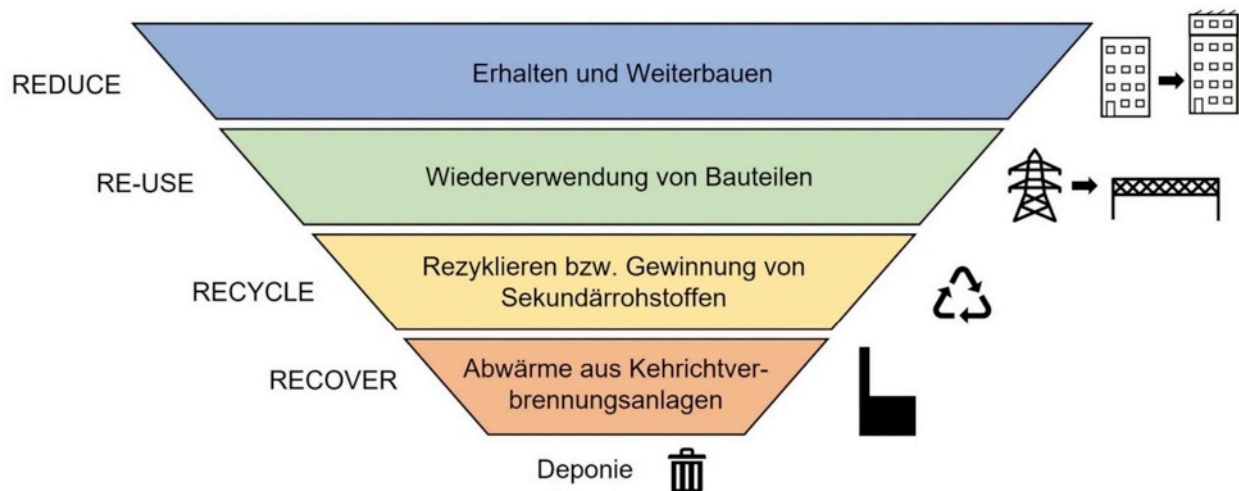 REDUCE
Erhalten und Weiterbauen
RE-USE
Wiederverwendung von Bauteilen
RECYCLE
Rezyklieren bzw. Gewinnung von
Sekundärrohstoffen
RECOVER
Abwärme aus Kehrichtver-
brennungsanlagen
Deponie